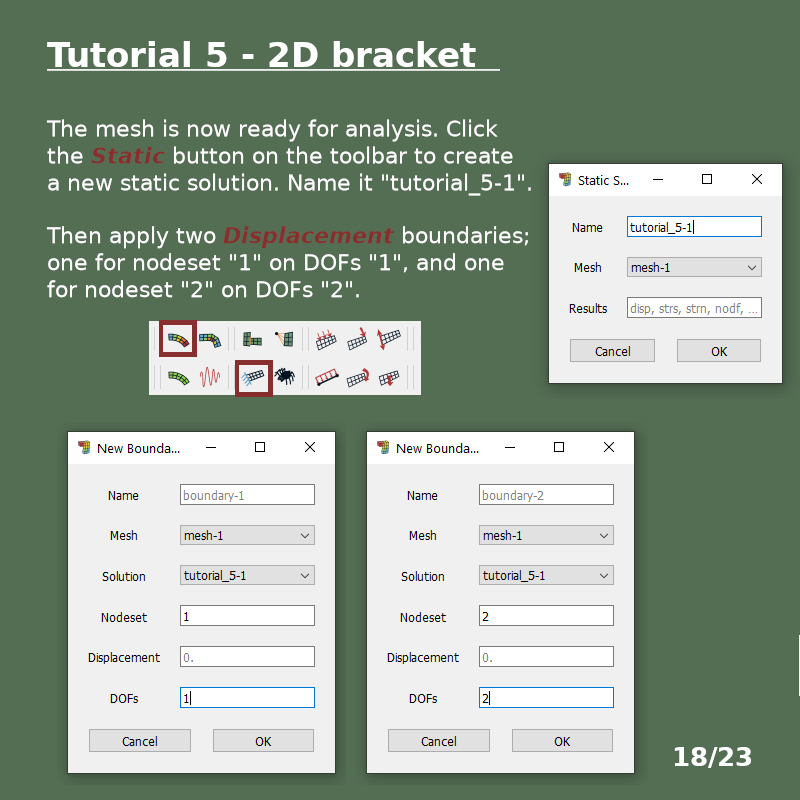 Tutorial 5 - 2D bracket
The mesh is now ready for analysis. Click
the Static button on the toolbar to create
a new static solution. Name it "tutorial_5-1".
Then apply two Displacement boundaries;
one for nodeset "1" on DOFs "1", and one
for nodeset "2" on DOFs "2".
Static S...
Name tutorial_5-1
Mesh mesh-1
Results disp, strs, strn, nodf, ...
Cancel OK
New Bounda...
Name boundary-1
Mesh mesh-1
Solution tutorial_5-1
Nodeset 1
Displacement 0.
DOFs 1
Cancel OK
New Bounda...
Name boundary-2
Mesh mesh-1
Solution tutorial_5-1
Nodeset 2
Displacement 0.
DOFs 2
Cancel OK
18/23